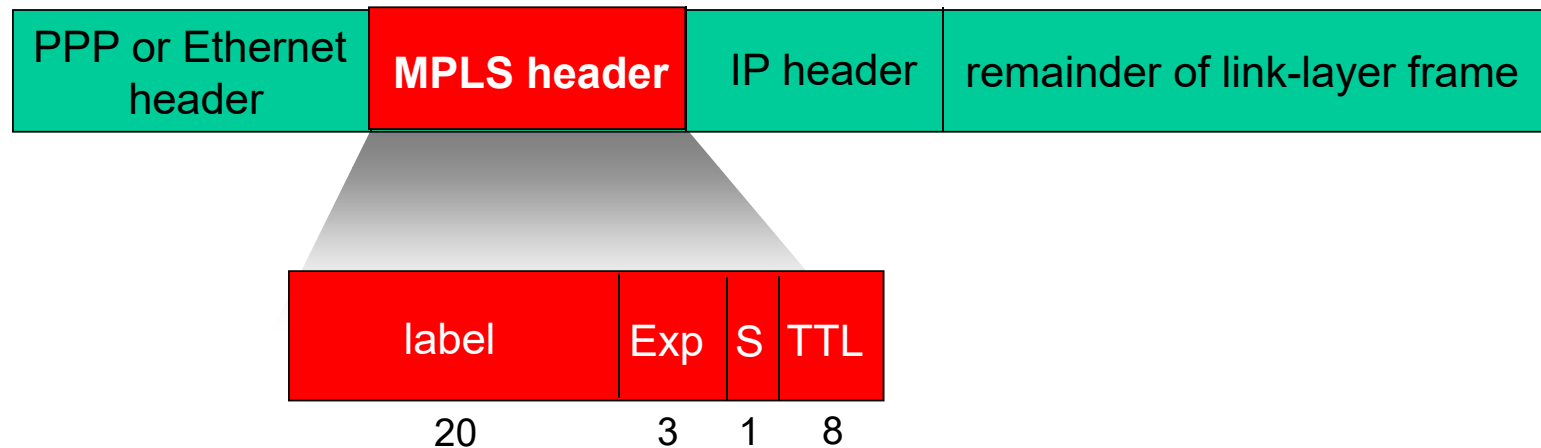 PPP or Ethernet
header
MPLS header
IP header
remainder of link-layer frame
label
Exp
S
TTL
20
3
1
8